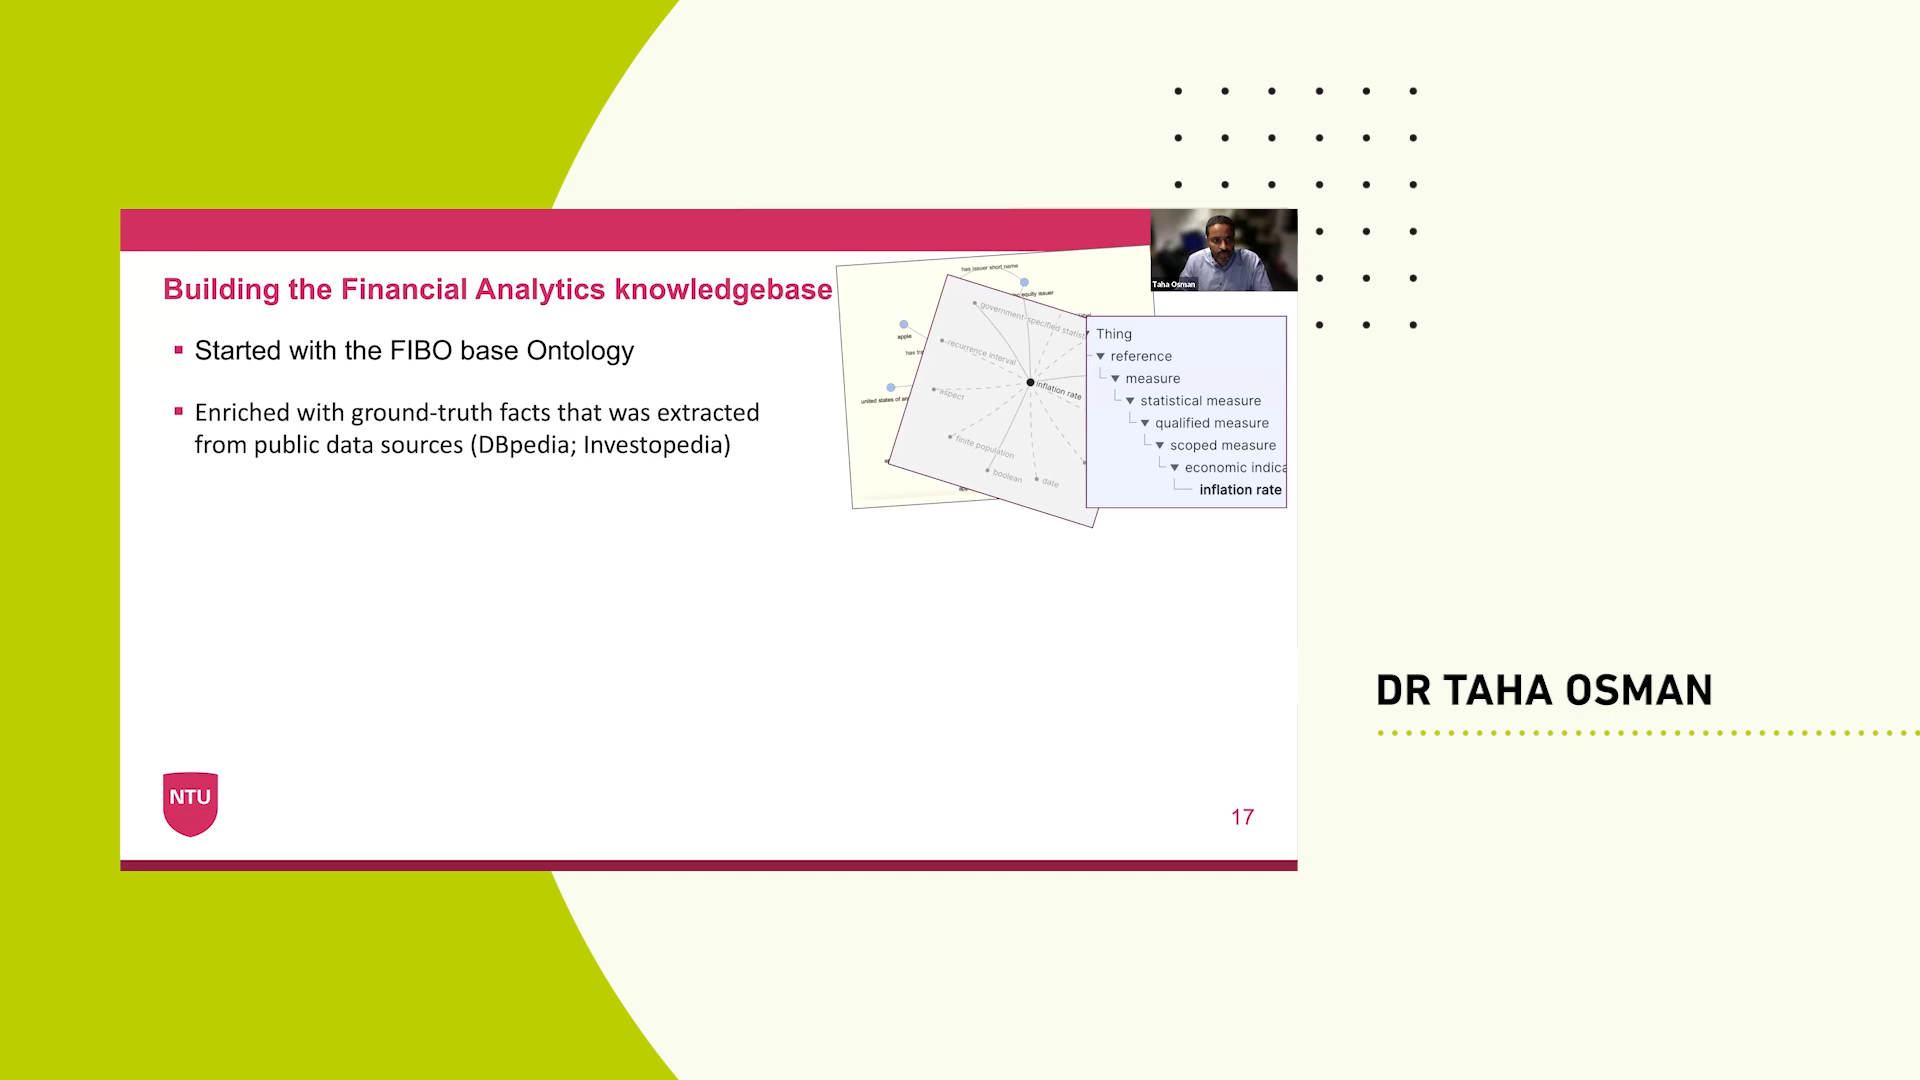 Building the Financial Analytics knowledgebase
Started with the FIBO base Ontology
Enriched with ground-truth facts that was extracted
from public data sources (DBpedia; Investopedia)
has issuer short name
equity issuer
apple
government-specified
recurrence interval
aspect
inflation rate
finite population
boolean
date
Thing
reference
measure
statistical measure
qualified measure
scoped measure
economic indica
inflation rate
Taha Osman
NTU
17
DR TAHA OSMAN